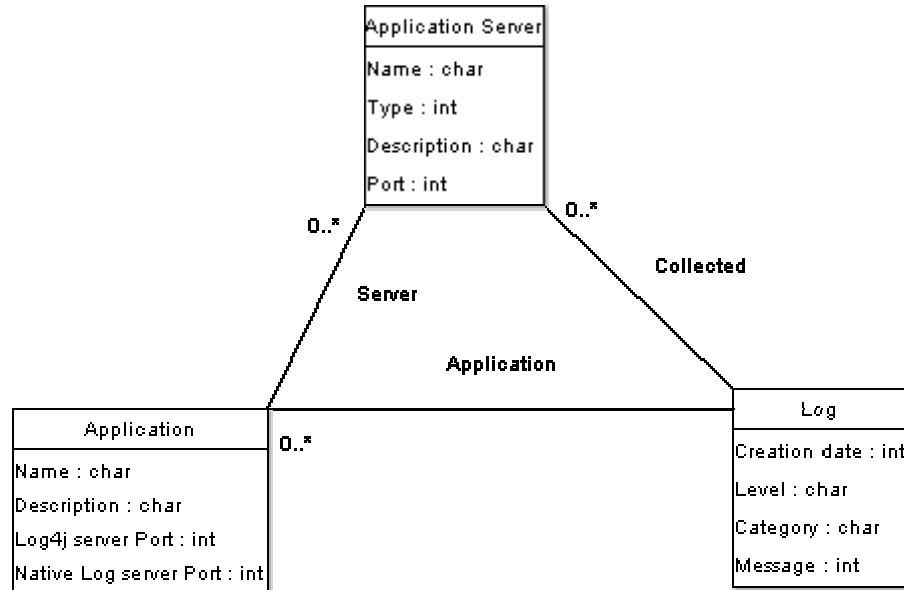 Application Server
Name : char
Type : int
Description : char
Port : int
0..*
0..*
Collected
Server
Application
Application
0..*
Name : char
Description : char
Log4j server Port : int
Native Log server Port : int
Log
Creation date : int
Level : char
Category : char
Message : int